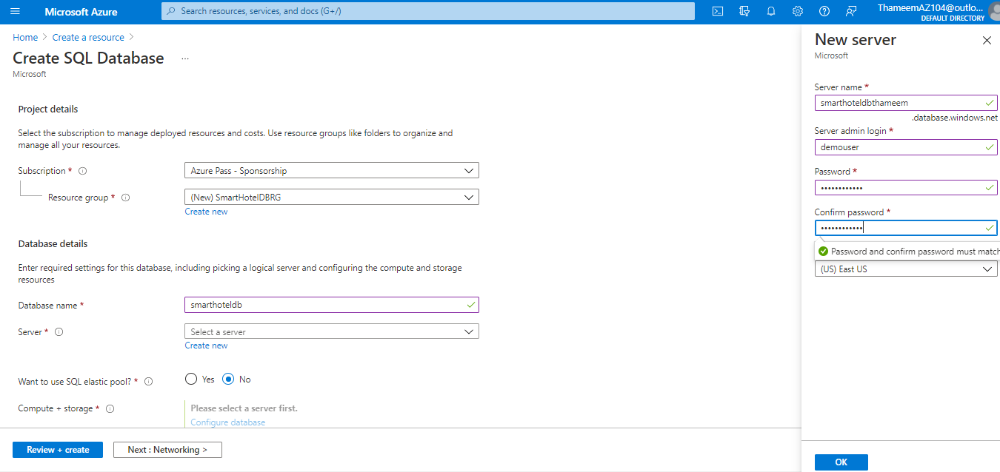 Microsoft Azure
Search resources, services, and docs (G+/)
ThameemAZ104@outlo...
DEFAULT DIRECTORY
Home > Create a resource >
Create SQL Database ...
Microsoft
Project details
Select the subscription to manage deployed resources and costs. Use resource groups like folders to organize and
manage all your resources.
Subscription *
Azure Pass - Sponsorship
Resource group *
(New) SmartHotelDBRG
Create new
Database details
Enter required settings for this database, including picking a logical server and configuring the compute and storage
resources
Database name *
smarthoteldb
Server *
Select a server
Create new
Want to use SQL elastic pool? *
Yes No
Compute + storage *
Please select a server first.
Configure database
Review + create
Next : Networking >
New server
Microsoft
Server name *
smarthoteldbthameem
.database.windows.net
Server admin login *
demouser
Password *
••••••••••••
Confirm password *
••••••••••••
Password and confirm password must match
(US) East US
OK